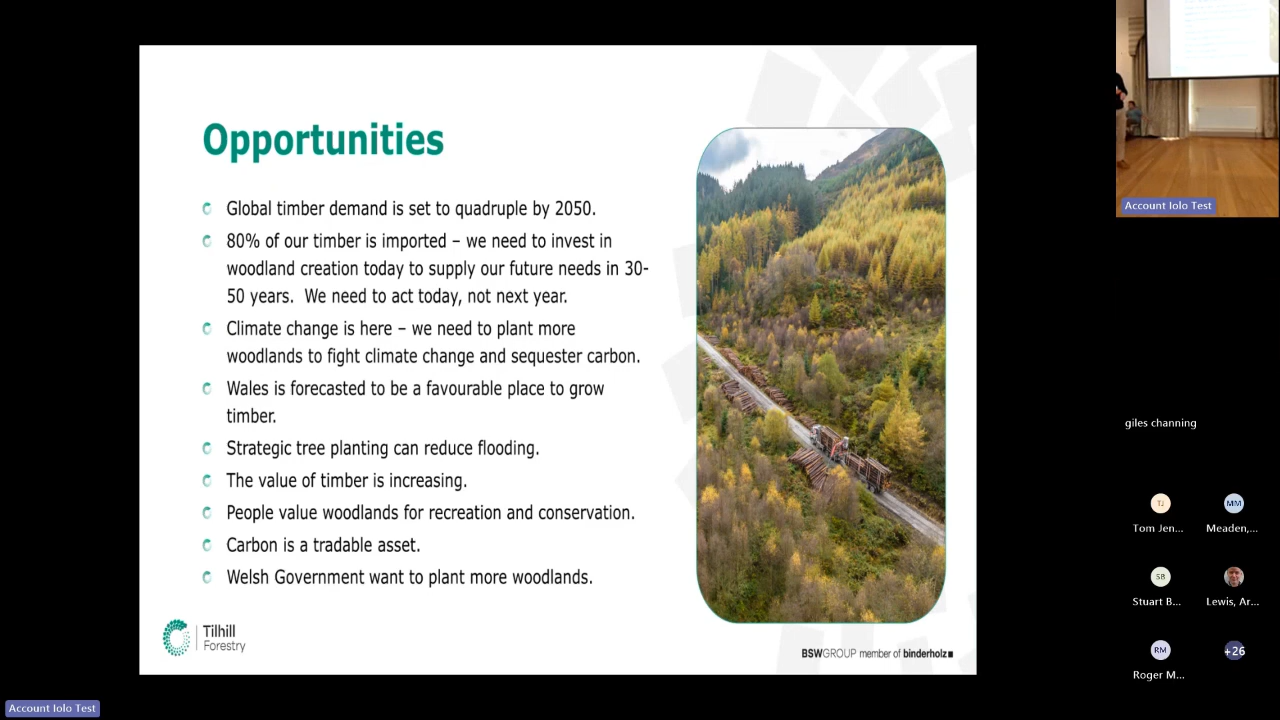 Opportunities
Global timber demand is set to quadruple by 2050.
80% of our timber is imported – we need to invest in
woodland creation today to supply our future needs in 30-
50 years.  We need to act today, not next year.
Climate change is here – we need to plant more
woodlands to fight climate change and sequester carbon.
Wales is forecasted to be a favourable place to grow
timber.
Strategic tree planting can reduce flooding.
The value of timber is increasing.
People value woodlands for recreation and conservation.
Carbon is a tradable asset.
Welsh Government want to plant more woodlands.
Tilhill
Forestry
BSWGROUP member of binderholz
Account Iolo Test
Account Iolo Test
giles channing
TJ
Tom Jen...
MM
Meaden,...
SB
Stuart B...
Lewis, Ar...
RM
Roger M...
+26